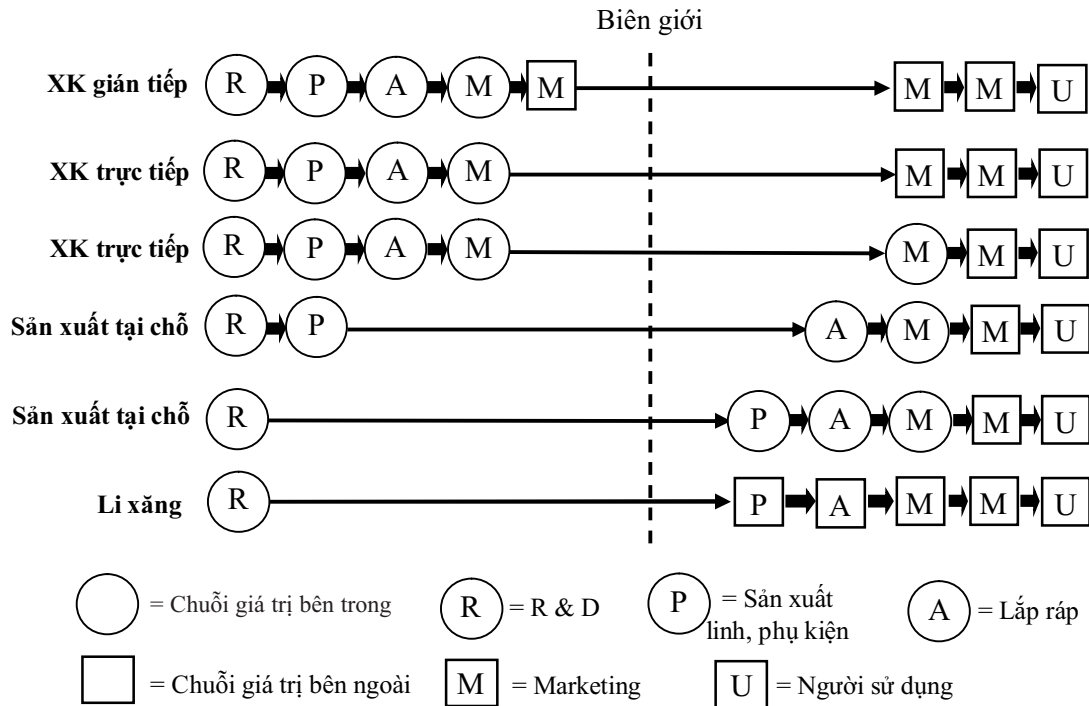 Biên giới
XK gián tiếp R P A M M M M U
XK trực tiếp R P A M M M U
XK trực tiếp R P A M M M U
Sản xuất tại chỗ R P A M M U
Sản xuất tại chỗ R P A M M U
Li xăng R P A M M U
= Chuỗi giá trị bên trong R = R & D P = Sản xuất A = Lắp ráp
linh, phụ kiện
= Chuỗi giá trị bên ngoài M = Marketing U = Người sử dụng